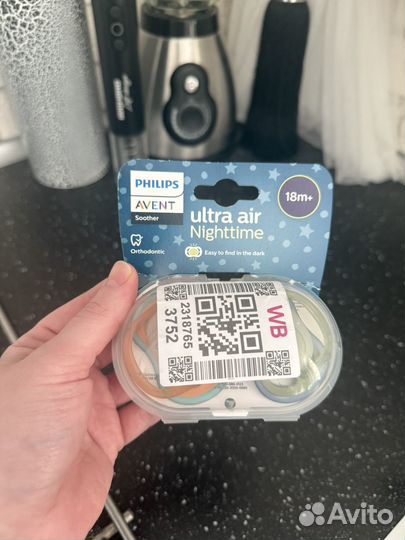 PHILIPS
AVENT
Soother
Orthodontic
ultra air
Nighttime
Easy to find in the dark
18m+
2318765
3752
WB
Avito